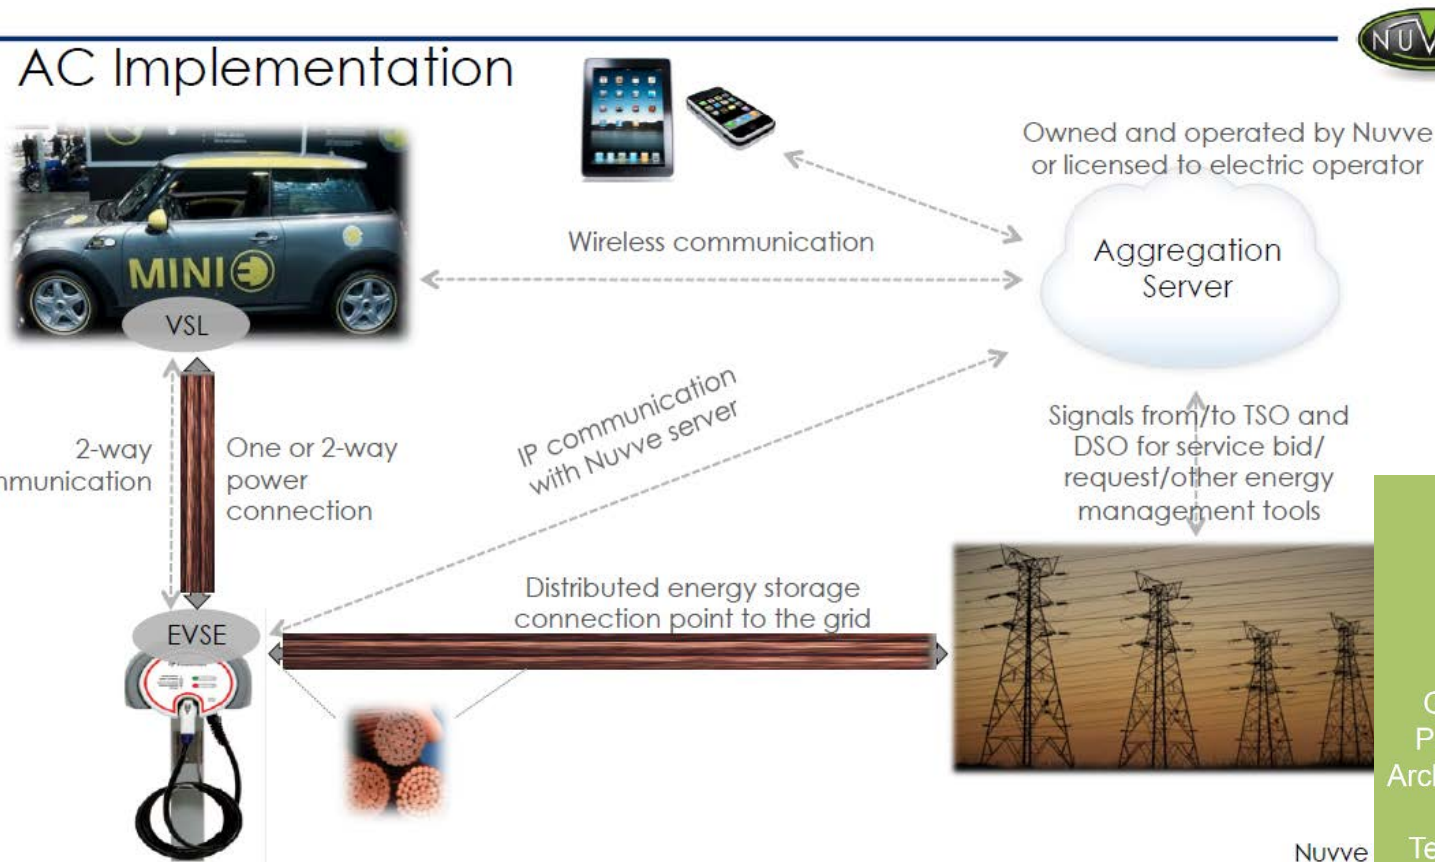 AC Implementation
Owned and operated by Nuvve
or licensed to electric operator
Wireless communication
Aggregation
Server
MINI
VSL
IP communication
with Nuvve server
Signals from/to TSO and
DSO for service bid/
request/other energy
management tools
2-way
One or 2-way
power
connection
Distributed energy storage
connection point to the grid
EVSE
Nuvve